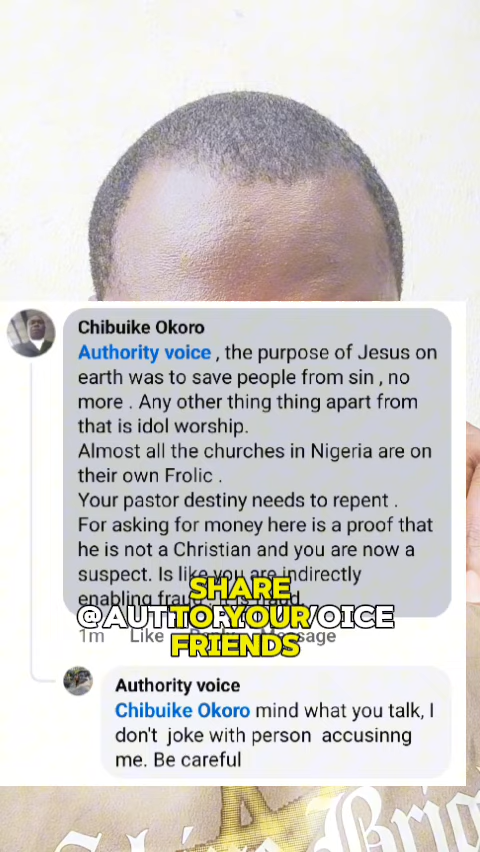 Chibuike Okoro
Authority voice , the purpose of Jesus on
earth was to save people from sin , no
more . Any other thing thing apart from
that is idol worship.
Almost all the churches in Nigeria are on
their own Frolic .
Your pastor destiny needs to repent .
For asking for money here is a proof that
he is not a Christian and you are now a
suspect. Is like you are indirectly
enabling
SHARE
TO YOUR
FRIENDS
1m Like
Authority voice
Chibuike Okoro mind what you talk, I
don't joke with person accusinng
me. Be careful